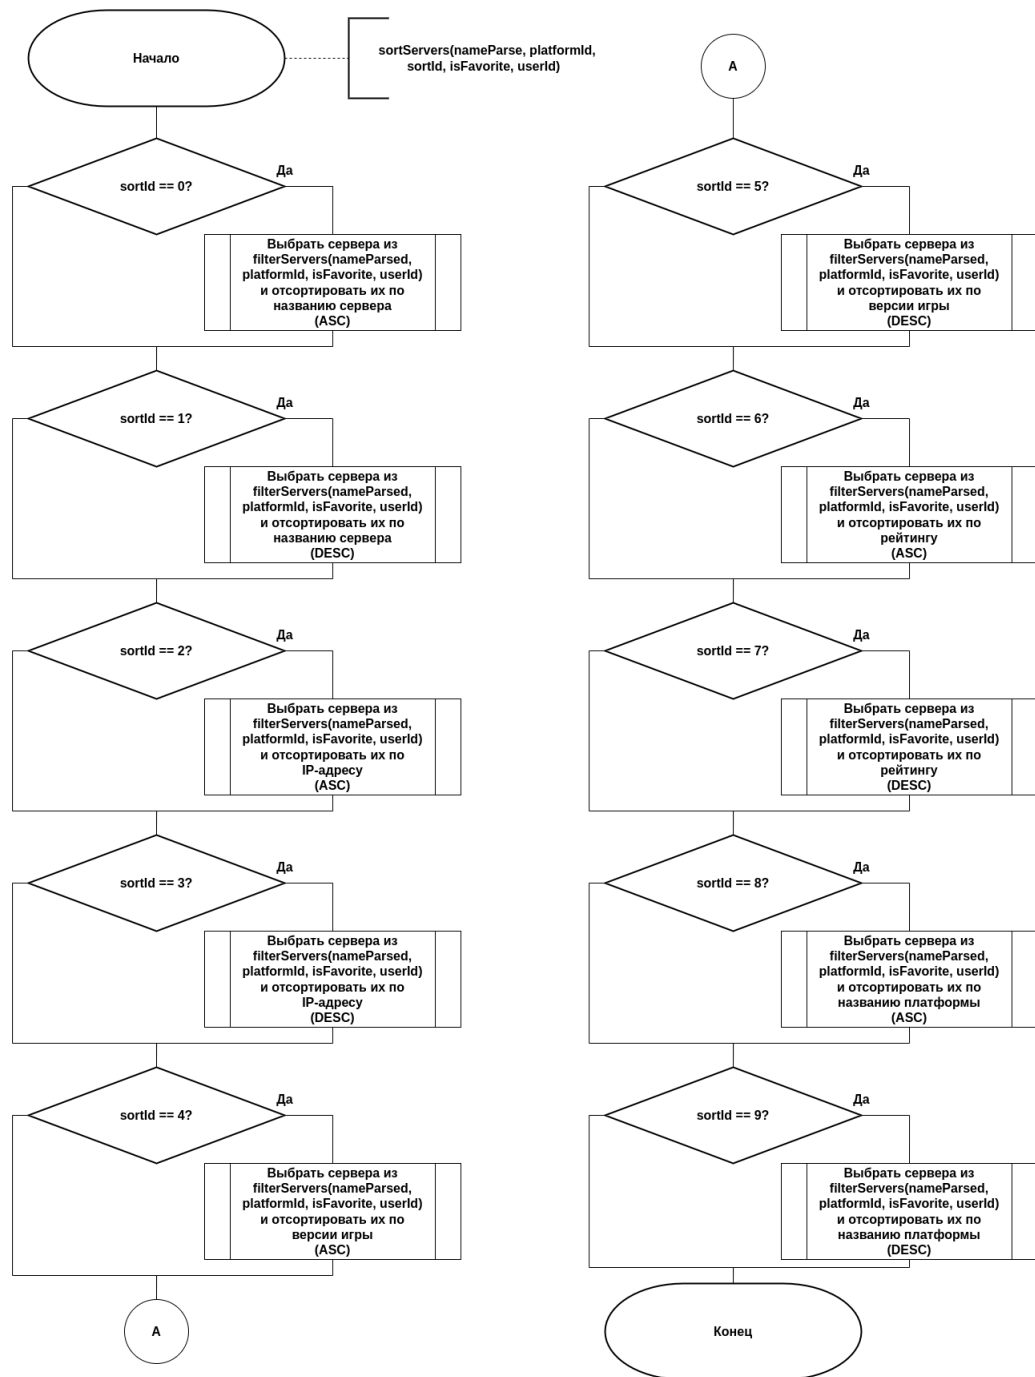 Начало
sortServers(nameParse, platformId,
sortId, isFavorite, userId)
sortId == 0?
Да
Выбрать сервера из
filterServers(nameParsed,
platformId, isFavorite, userId)
и отсортировать их по
названию сервера
(ASC)
sortId == 1?
Да
Выбрать сервера из
filterServers(nameParsed,
platformId, isFavorite, userId)
и отсортировать их по
названию сервера
(DESC)
sortId == 2?
Да
Выбрать сервера из
filterServers(nameParsed,
platformId, isFavorite, userId)
и отсортировать их по
IP-адресу
(ASC)
sortId == 3?
Да
Выбрать сервера из
filterServers(nameParsed,
platformId, isFavorite, userId)
и отсортировать их по
IP-адресу
(DESC)
sortId == 4?
Да
Выбрать сервера из
filterServers(nameParsed,
platformId, isFavorite, userId)
и отсортировать их по
версии игры
(ASC)
A
A
sortId == 5?
Да
Выбрать сервера из
filterServers(nameParsed,
platformId, isFavorite, userId)
и отсортировать их по
версии игры
(DESC)
sortId == 6?
Да
Выбрать сервера из
filterServers(nameParsed,
platformId, isFavorite, userId)
и отсортировать их по
рейтингу
(ASC)
sortId == 7?
Да
Выбрать сервера из
filterServers(nameParsed,
platformId, isFavorite, userId)
и отсортировать их по
рейтингу
(DESC)
sortId == 8?
Да
Выбрать сервера из
filterServers(nameParsed,
platformId, isFavorite, userId)
и отсортировать их по
названию платформы
(ASC)
sortId == 9?
Да
Выбрать сервера из
filterServers(nameParsed,
platformId, isFavorite, userId)
и отсортировать их по
названию платформы
(DESC)
Конец